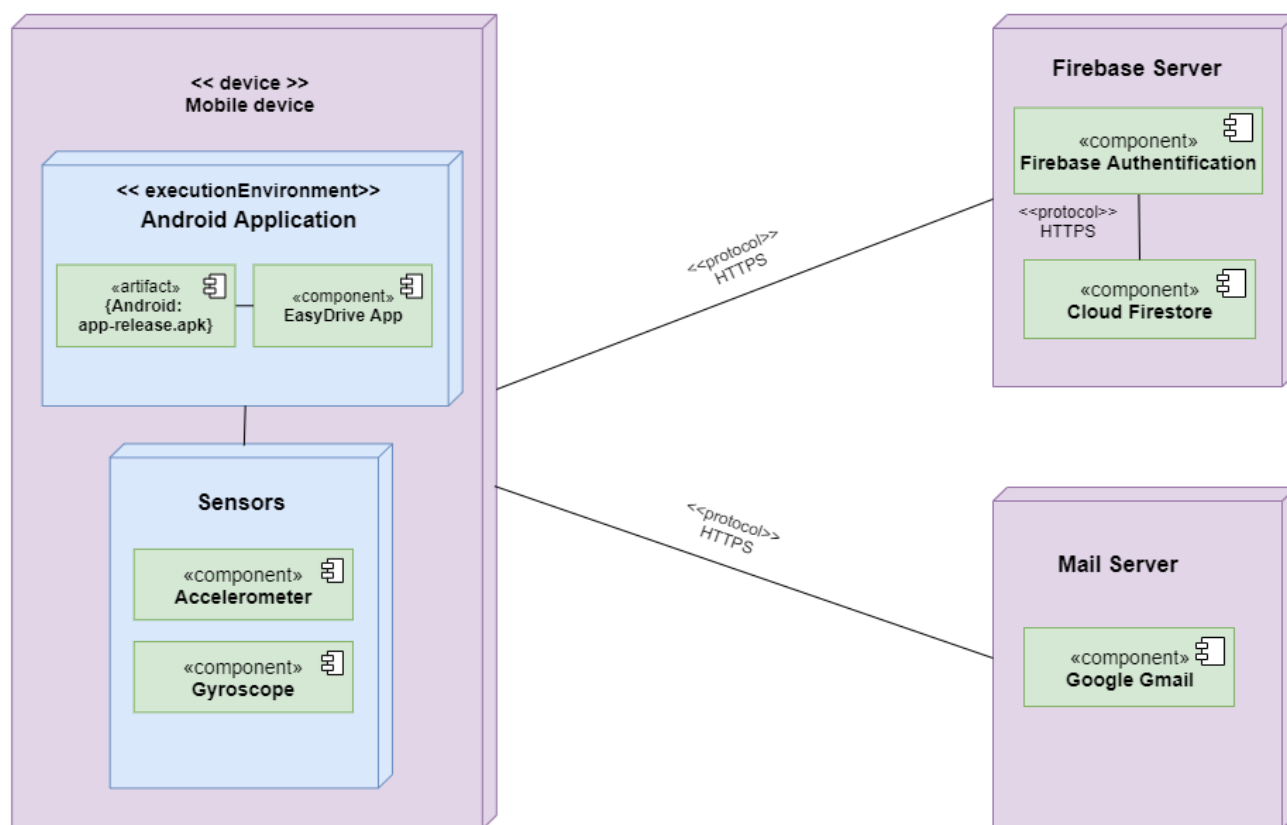 << device >>
Mobile device
<< executionEnvironment>>
Android Application
«artifact»
{Android:
app-release.apk}
«component»
EasyDrive App
Sensors
«component»
Accelerometer
«component»
Gyroscope
<<protocol>>
HTTPS
<<protocol>>
HTTPS
Firebase Server
«component»
Firebase Authentification
<<protocol>>
HTTPS
«component»
Cloud Firestore
Mail Server
«component»
Google Gmail